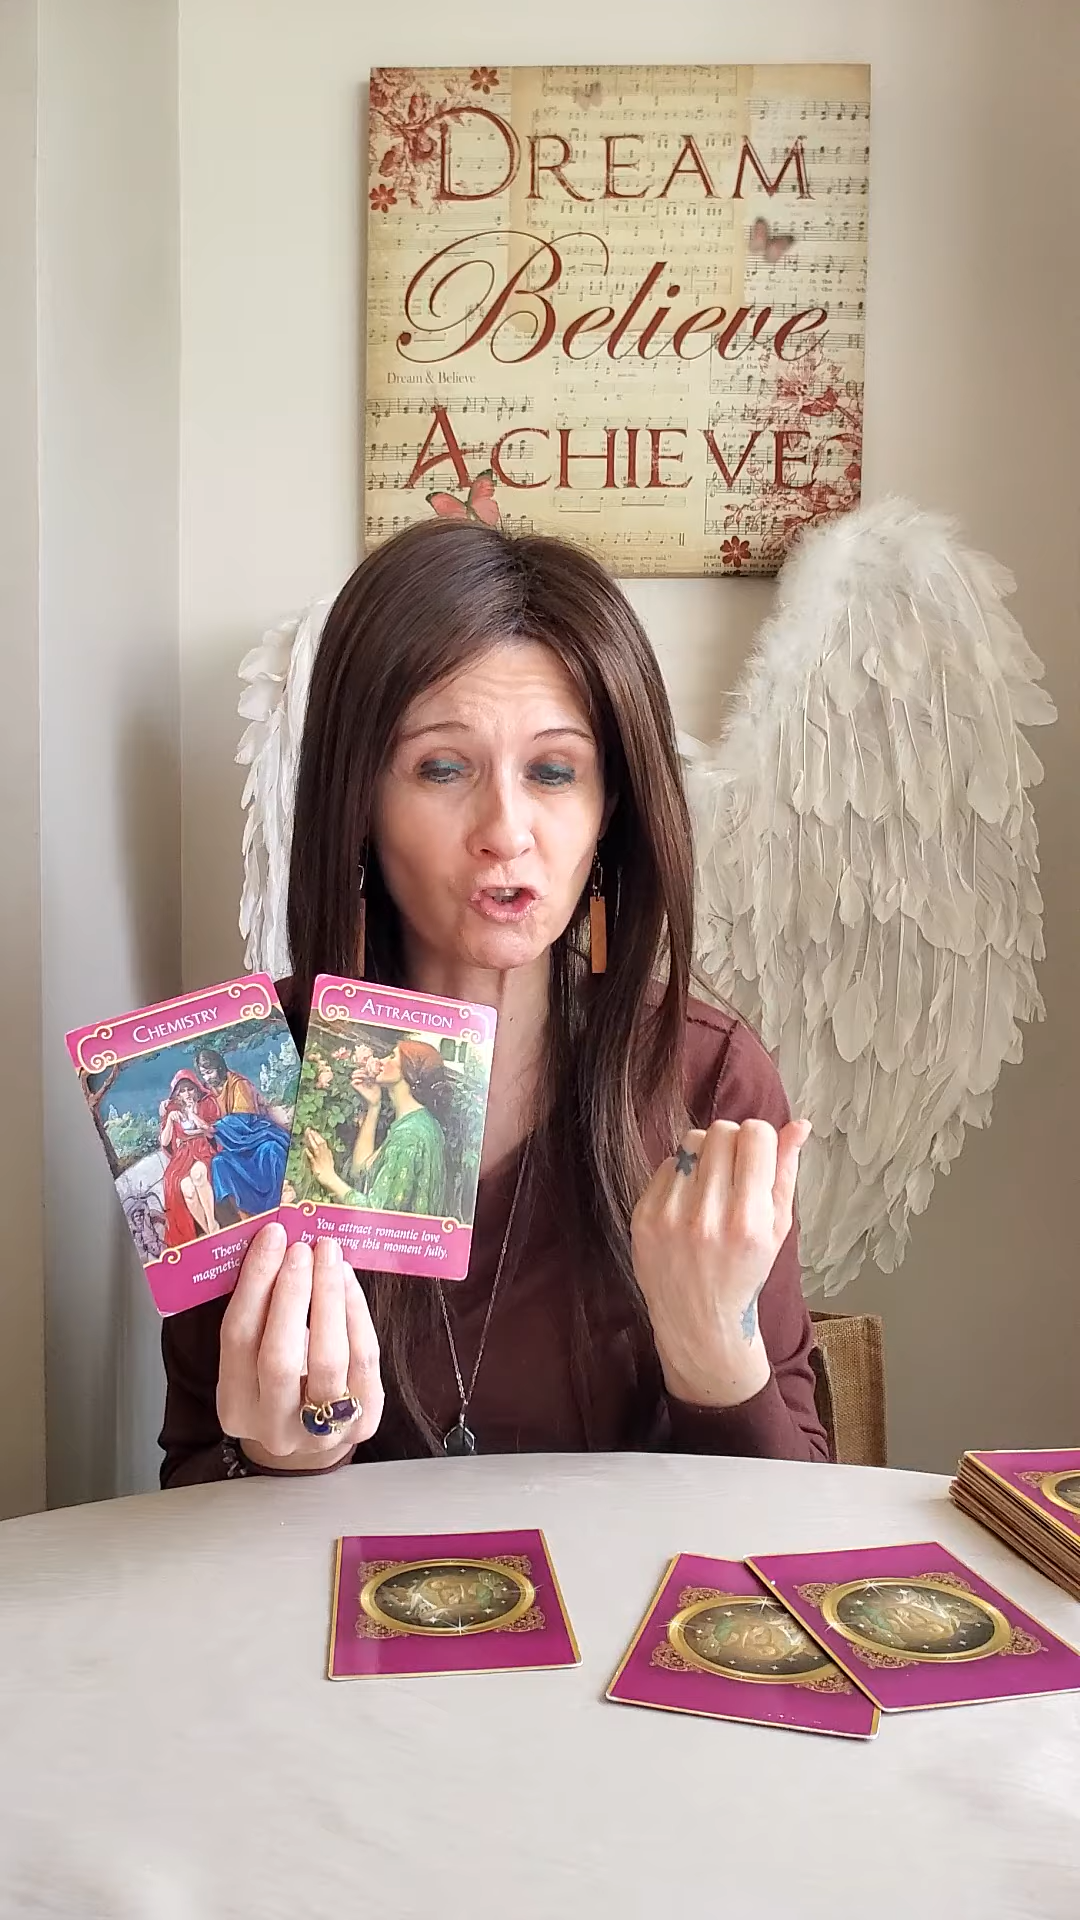 DREAM
Believe
Dream & Believe
ACHIEVE
CHEMISTRY
There's
magnetic
ATTRACTION
You attract romantic love
by enjoying this moment fully.